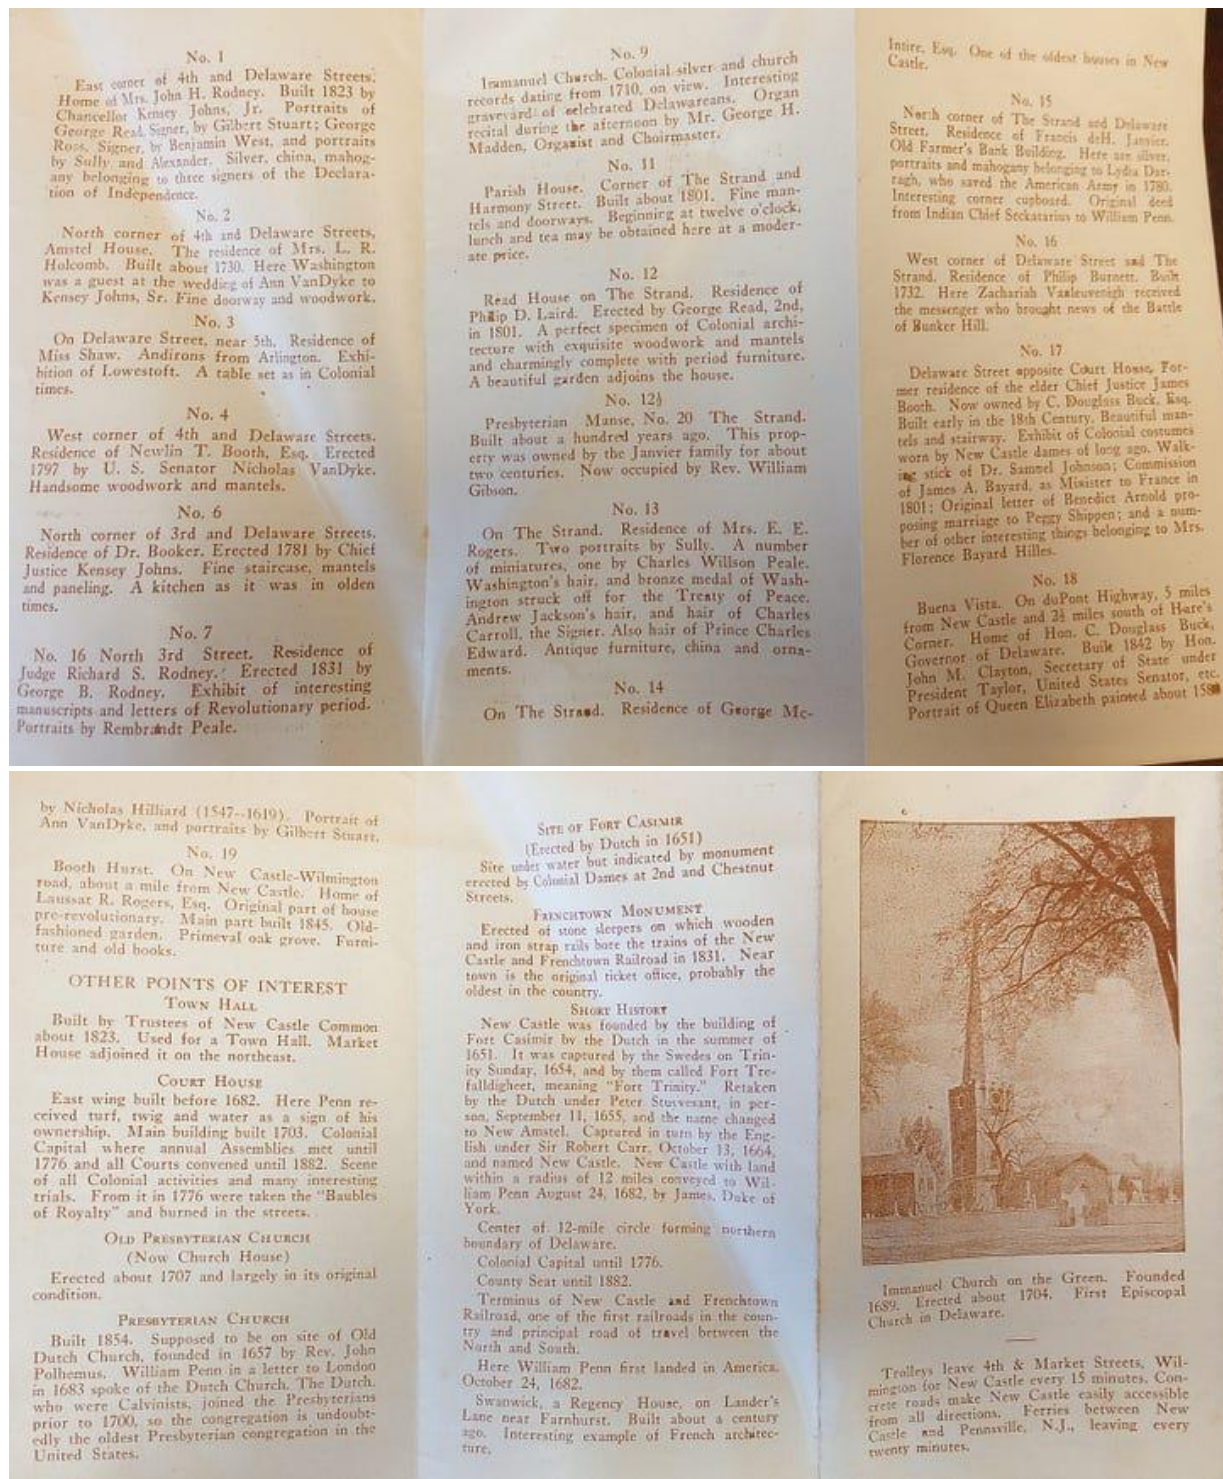 No. 1
East corner of 4th and Delaware Streets.
Home of Mrs. John H. Rodney. Built 1823 by
Chancellor Kensey Johns, Jr. Portraits of
George Read, Signer, by Gilbert Stuart; George
Ross, Signer, by Benjamin West, and portraits
by Sully and Alexander. Silver, china, mahog-
any belonging to three signers of the Declara-
tion of Independence.
No. 2
North corner of 4th and Delaware Streets,
Amstel House. The residence of Mrs. L. R.
Holcomb. Built about 1730. Here Washington
was a guest at the wedding of Ann VanDyke to
Kensey Johns, Sr. Fine doorway and woodwork.
No. 3
On Delaware Street, near 5th. Residence of
Miss Shaw. Andirons from Arlington. Exhi-
bition of Lowestoft. A table set as in Colonial
times.
No. 4
West corner of 4th and Delaware Streets.
Residence of Newlin T. Booth, Esq. Erected
1797 by U. S. Senator Nicholas VanDyke.
Handsome woodwork and mantels.
No. 6
North corner of 3rd and Delaware Streets.
Residence of Dr. Booker. Erected 1781 by Chief
Justice Kensey Johns. Fine staircase, mantels
and paneling. A kitchen as it was in olden
times.
No. 7
No. 16 North 3rd Street. Residence of
Judge Richard S. Rodney. Erected 1831 by
George B. Rodney. Exhibit of interesting
manuscripts and letters of Revolutionary period.
Portraits by Rembrandt Peale.
No. 9
Immanuel Church. Colonial silver and church
records dating from 1710, on view. Interesting
graveyard of celebrated Delawareans. Organ
recital during the afternoon by Mr. George H.
Madden, Organist and Choirmaster.
No. 11
Parish House. Corner of The Strand and
Harmony Street. Built about 1801. Fine man-
tels and doorways. Beginning at twelve o'clock,
lunch and tea may be obtained here at a moder-
ate price.
No. 12
Read House on The Strand. Residence of
Philip D. Laird. Erected by George Read, 2nd,
in 1801. A perfect specimen of Colonial archi-
tecture with exquisite woodwork and mantels
and charmingly complete with period furniture.
A beautiful garden adjoins the house.
No. 12½
Presbyterian Manse, No. 20 The Strand.
Built about a hundred years ago. This prop-
erty was owned by the Janvier family for about
two centuries. Now occupied by Rev. William
Gibson.
No. 13
On The Strand. Residence of Mrs. E. E.
Rogers. Two portraits by Sully. A number
of miniatures, one by Charles Willson Peale.
Washington's hair, and bronze medal of Wash-
ington struck off for the Treaty of Peace.
Andrew Jackson's hair, and hair of Charles
Carroll, the Signer. Also hair of Prince Charles
Edward. Antique furniture, china and orna-
ments.
No. 14
On The Strand. Residence of George Mc-
Intire, Esq. One of the oldest houses in New
Castle.
No. 15
North corner of The Strand and Delaware
Street. Residence of Francis deH. Janvier.
Old Farmer's Bank Building. Here are silver,
portraits and mahogany belonging to Lydia Dar-
ragh, who saved the American Army in 1780.
Interesting corner cupboard. Original deed
from Indian Chief Seckatarius to William Penn.
No. 16
West corner of Delaware Street and The
Strand. Residence of Philip Burnett. Built
1732. Here Zachariah Vanleuvenigh received
the messenger who brought news of the Battle
of Bunker Hill.
No. 17
Delaware Street opposite Court House. For-
mer residence of the elder Chief Justice James
Booth. Now owned by C. Douglass Buck, Esq.
Built early in the 18th Century. Beautiful man-
tels and stairway. Exhibit of Colonial costumes
worn by New Castle dames of long ago. Walk-
ing stick of Dr. Samuel Johnson; Commission
of James A. Bayard, as Minister to France in
1801; Original letter of Benedict Arnold pro-
posing marriage to Peggy Shippen; and a num-
ber of other interesting things belonging to Mrs.
Florence Bayard Hilles.
No. 18
Buena Vista. On duPont Highway, 5 miles
from New Castle and 2½ miles south of Hare's
Corner. Home of Hon. C. Douglass Buck,
Governor of Delaware. Built 1842 by Hon.
John M. Clayton, Secretary of State under
President Taylor, United States Senator, etc.
Portrait of Queen Elizabeth painted about
by Nicholas Hilliard (1547--1619). Portrait of
Ann VanDyke, and portraits by Gilbert Stuart.
No. 19
Booth Hurst. On New Castle-Wilmington
road, about a mile from New Castle. Home of
Laussat R. Rogers, Esq. Original part of house
pre-revolutionary. Main part built 1845. Old-
fashioned garden. Primeval oak grove. Furni-
ture and old books.
OTHER POINTS OF INTEREST
TOWN HALL
Built by Trustees of New Castle Common
about 1823. Used for a Town Hall. Market
House adjoined it on the northeast.
COURT HOUSE
East wing built before 1682. Here Penn re-
ceived turf, twig and water as a sign of his
ownership. Main building built 1703. Colonial
Capital where annual Assemblies met until
1776 and all Courts convened until 1882. Scene
of all Colonial activities and many interesting
trials. From it in 1776 were taken the "Baubles
of Royalty" and burned in the streets.
OLD PRESBYTERIAN CHURCH
(Now Church House)
Erected about 1707 and largely in its original
condition.
PRESBYTERIAN CHURCH
Built 1854. Supposed to be on site of Old
Dutch Church, founded in 1657 by Rev. John
Polhemus. William Penn in a letter to London
in 1683 spoke of the Dutch Church. The Dutch,
who were Calvinists, joined the Presbyterians
prior to 1700, so the congregation is undoubt-
edly the oldest Presbyterian congregation in the
United States.
SITE OF FORT CASIMIR
(Erected by Dutch in 1651)
Site under water but indicated by monument
erected by Colonial Dames at 2nd and Chestnut
Streets.
FRENCHTOWN MONUMENT
Erected of stone sleepers on which wooden
and iron strap rails bore the trains of the New
Castle and Frenchtown Railroad in 1831. Near
town is the original ticket office, probably the
oldest in the country.
SHORT HISTORY
New Castle was founded by the building of
Fort Casimir by the Dutch in the summer of
1651. It was captured by the Swedes on Trin-
ity Sunday, 1654, and by them called Fort Tre-
falldigheet, meaning "Fort Trinity." Retaken
by the Dutch under Peter Stuyvesant, in per-
son, September 11, 1655, and the name changed
to New Amstel. Captured in turn by the Eng-
lish under Sir Robert Carr, October 13, 1664,
and named New Castle. New Castle with land
within a radius of 12 miles conveyed to Wil-
liam Penn August 24, 1682, by James, Duke of
York.
Center of 12-mile circle forming northern
boundary of Delaware.
Colonial Capital until 1776.
County Seat until 1882.
Terminus of New Castle and Frenchtown
Railroad, one of the first railroads in the coun-
try and principal road of travel between the
North and South.
Here William Penn first landed in America,
October 24, 1682.
Swanwick, a Regency House, on Lander's
Lane near Farnhurst. Built about a century
ago. Interesting example of French architec-
ture.
Immanuel Church on the Green. Founded
1689. Erected about 1704. First Episcopal
Church in Delaware.
Trolleys leave 4th & Market Streets, Wil-
mington for New Castle every 15 minutes. Con-
crete roads make New Castle easily accessible
from all directions. Ferries between New
Castle and Pennsville, N.J., leaving every
twenty minutes.